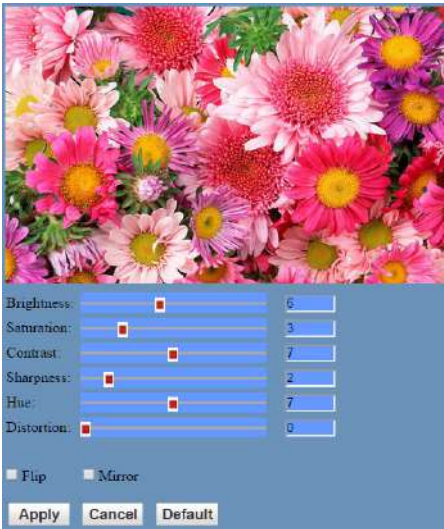 Brightness: 6
Saturation: 3
Contrast: 7
Sharpness: 2
Hue: 7
Distortion: 0
Flip Mirror
Apply Cancel Default